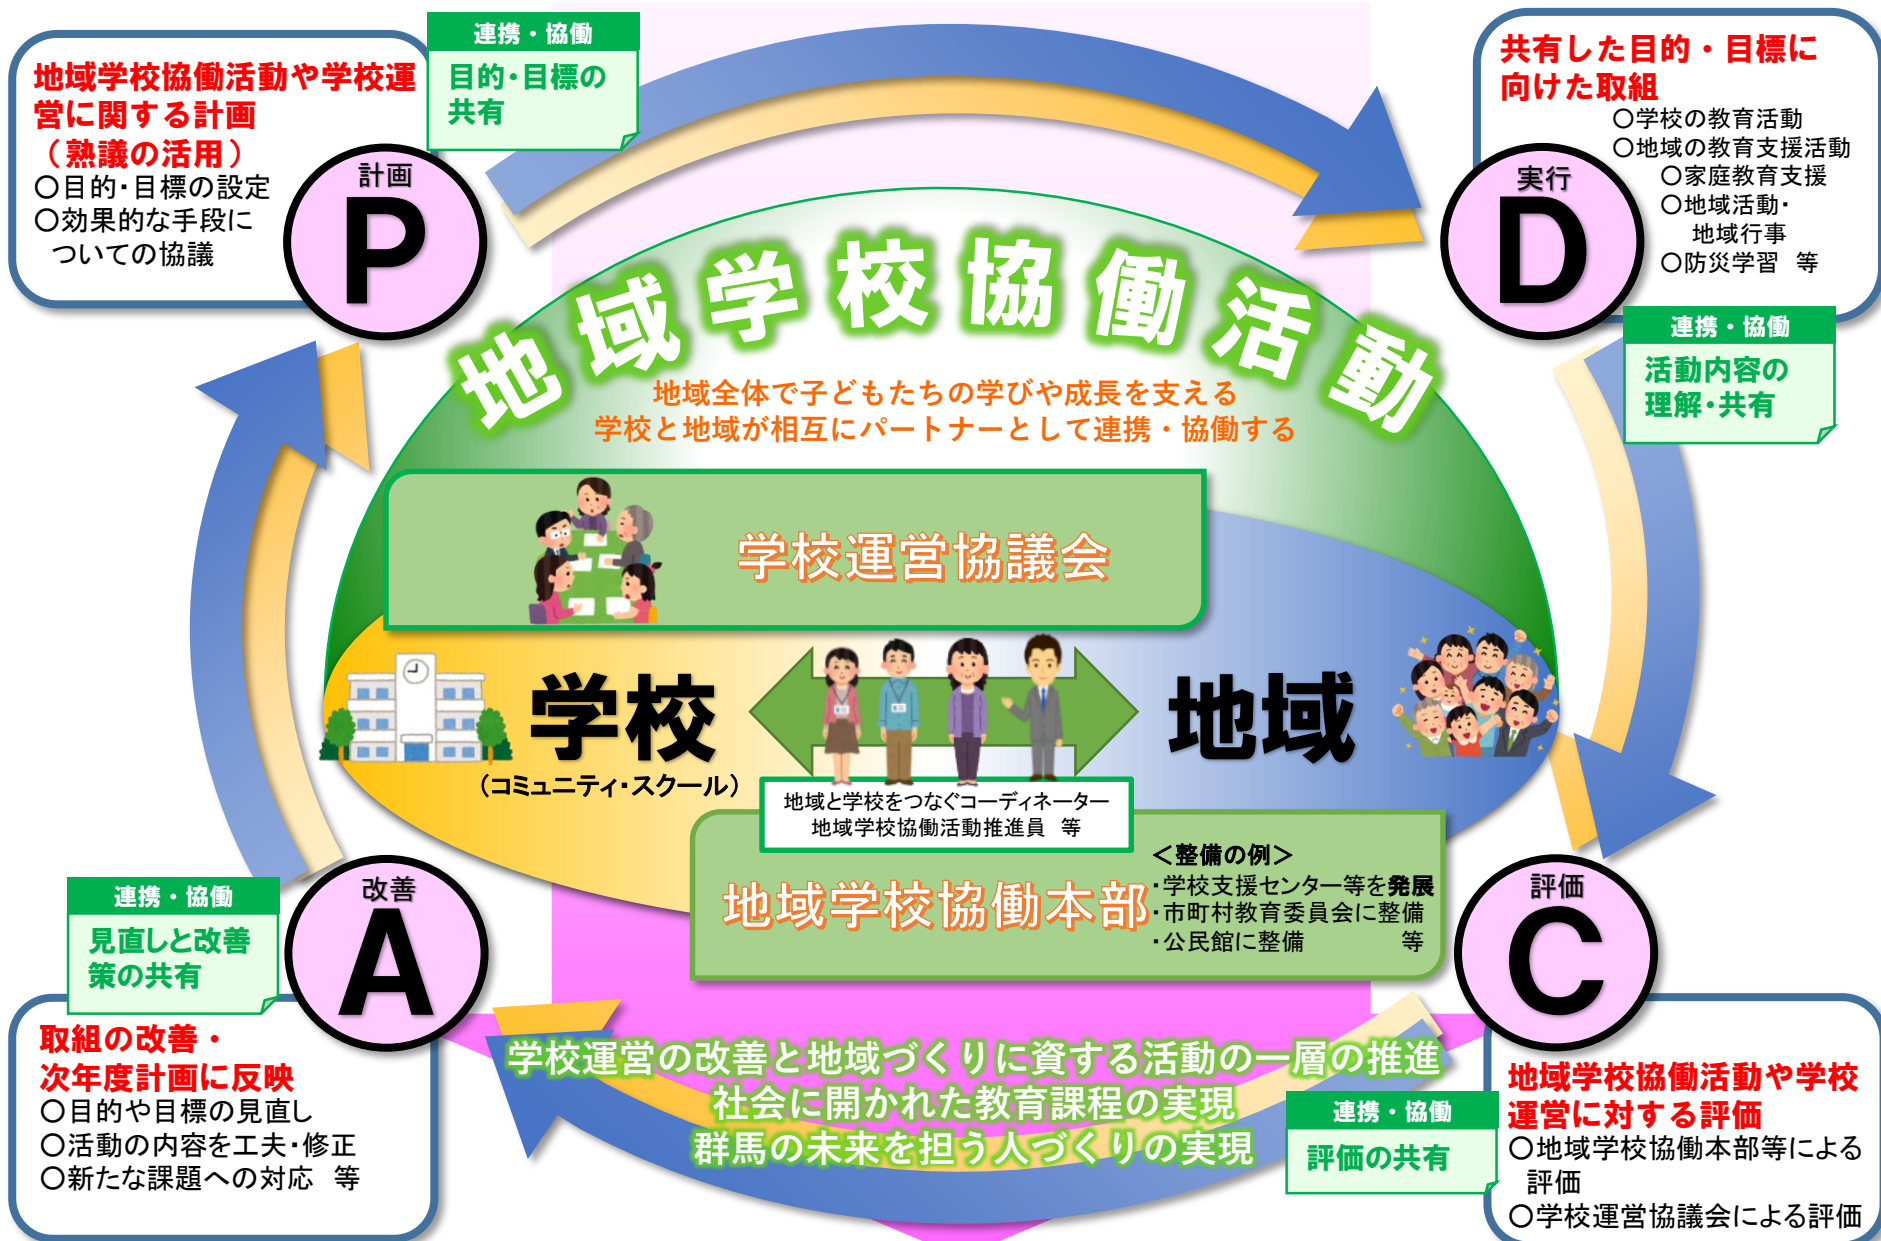 連携・協働
目的・目標の
共有
地域学校協働活動や学校運
営に関する計画
（熟議の活用）
〇目的・目標の設定
〇効果的な手段に
ついての協議
計画
P
共有した目的・目標に
向けた取組
〇学校の教育活動
〇地域の教育支援活動
〇家庭教育支援
〇地域活動・
地域行事
〇防災学習　等
実行
D
連携・協働
活動内容の
理解・共有
地域学校協働活動
地域全体で子どもたちの学びや成長を支える
学校と地域が相互にパートナーとして連携・協働する
学校運営協議会
学校
（コミュニティ・スクール）
地域
地域と学校をつなぐコーディネーター
地域学校協働活動推進員　等
地域学校協働本部
＜整備の例＞
・学校支援センター等を発展
・市町村教育委員会に整備
・公民館に整備　　　　等
評価
C
地域学校協働活動や学校
運営に対する評価
〇地域学校協働本部等による
評価
〇学校運営協議会による評価
連携・協働
評価の共有
改善
A
連携・協働
見直しと改善
策の共有
取組の改善・
次年度計画に反映
〇目的や目標の見直し
〇活動の内容を工夫・修正
〇新たな課題への対応　等
学校運営の改善と地域づくりに資する活動の一層の推進
社会に開かれた教育課程の実現
群馬の未来を担う人づくりの実現